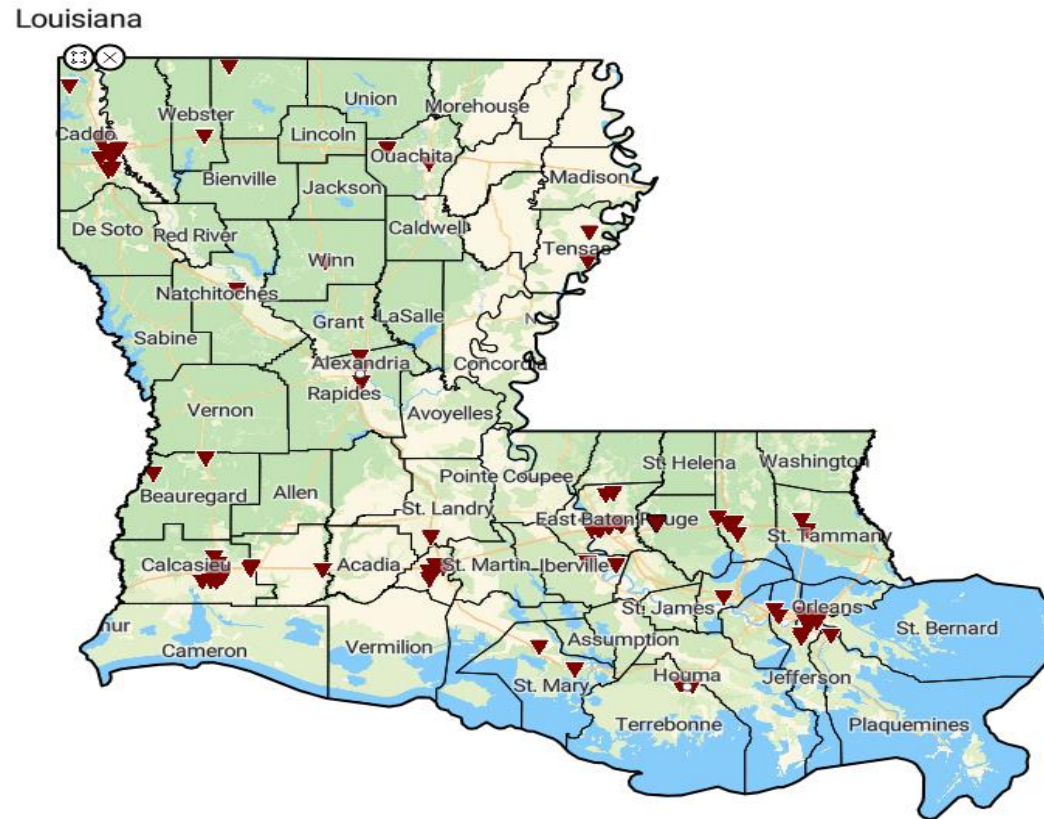 Louisiana
Union
Morehouse
Webster
Caddo
Lincoln
Ouachita
Bienville
Jackson
Madison
De Soto
Red River
Caldwell
Tensas
Winn
Natchitoches
Grant
LaSalle
Sabine
Alexandria
Concordia
Rapides
Vernon
Avoyelles
St. Helena
Washington
Pointe Coupee
Beauregard
Allen
St. Landry
East Baton Rouge
St. Tammany
Calcasieu
Acadia
St. Martin
Iberville
St. James
Orleans
hur
St. Bernard
Assumption
Cameron
Vermilion
Houma
Jefferson
St. Mary
Terrebonne
Plaquemines